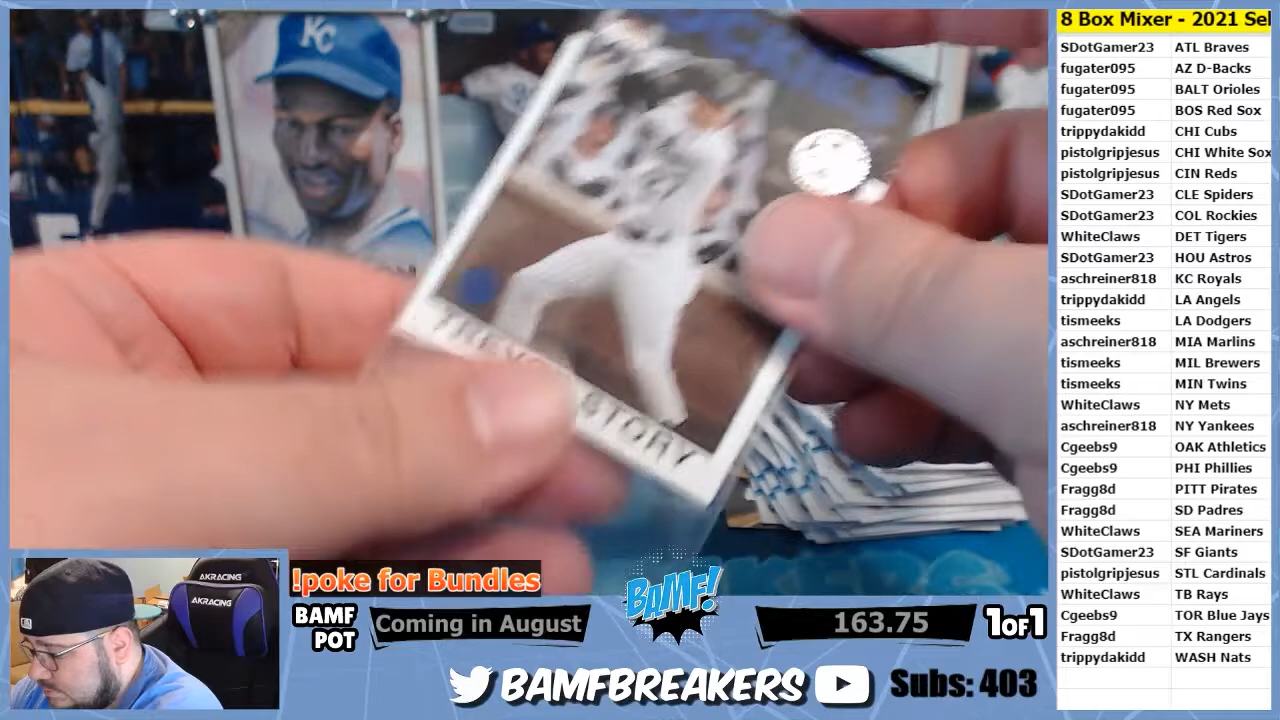 8 Box Mixer - 2021 Sel
SDotGamer23 ATL Braves
fugater095 AZ D-Backs
fugater095 BALT Orioles
fugater095 BOS Red Sox
trippydakidd CHI Cubs
pistolgripjesus CHI White Sox
pistolgripjesus CIN Reds
SDotGamer23 CLE Spiders
SDotGamer23 COL Rockies
WhiteClaws DET Tigers
SDotGamer23 HOU Astros
aschreiner818 KC Royals
trippydakidd LA Angels
tismeeks LA Dodgers
aschreiner818 MIA Marlins
tismeeks MIL Brewers
tismeeks MIN Twins
WhiteClaws NY Mets
aschreiner818 NY Yankees
Cgeebs9 OAK Athletics
Cgeebs9 PHI Phillies
Fragg8d PITT Pirates
Fragg8d SD Padres
WhiteClaws SEA Mariners
SDotGamer23 SF Giants
pistolgripjesus STL Cardinals
WhiteClaws TB Rays
Cgeebs9 TOR Blue Jays
Fragg8d TX Rangers
trippydakidd WASH Nats
KC
STORY
AKRACING
AKRACING
!poke for Bundles
BAMF
POT
Coming in August
BAMF!
163.75
1OF1
BAMFBREAKERS
Subs: 403